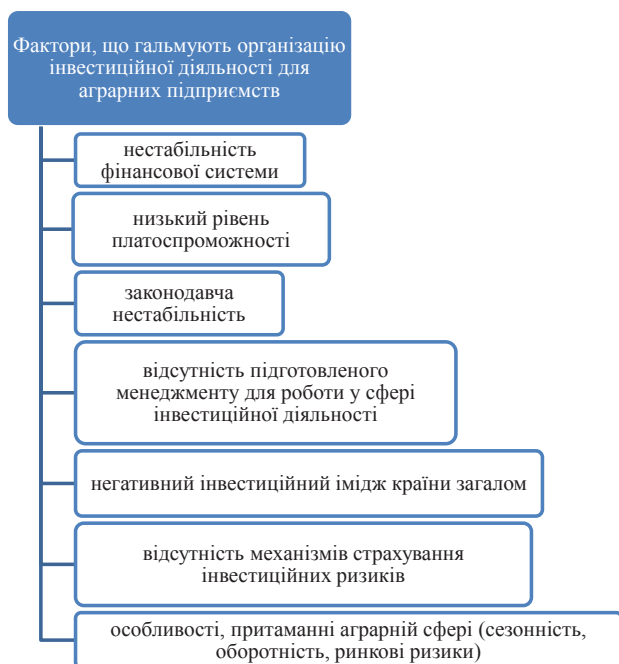 Фактори, що гальмують організацію
інвестиційної діяльності для
аграрних підприємств
нестабільність
фінансової системи
низький рівень
платоспроможності
законодавча
нестабільність
відсутність підготовленого
менеджменту для роботи у сфері
інвестиційної діяльності
негативний інвестиційний імідж країни загалом
відсутність механізмів страхування
інвестиційних ризиків
особливості, притаманні аграрній сфері (сезонність,
оборотність, ринкові ризики)